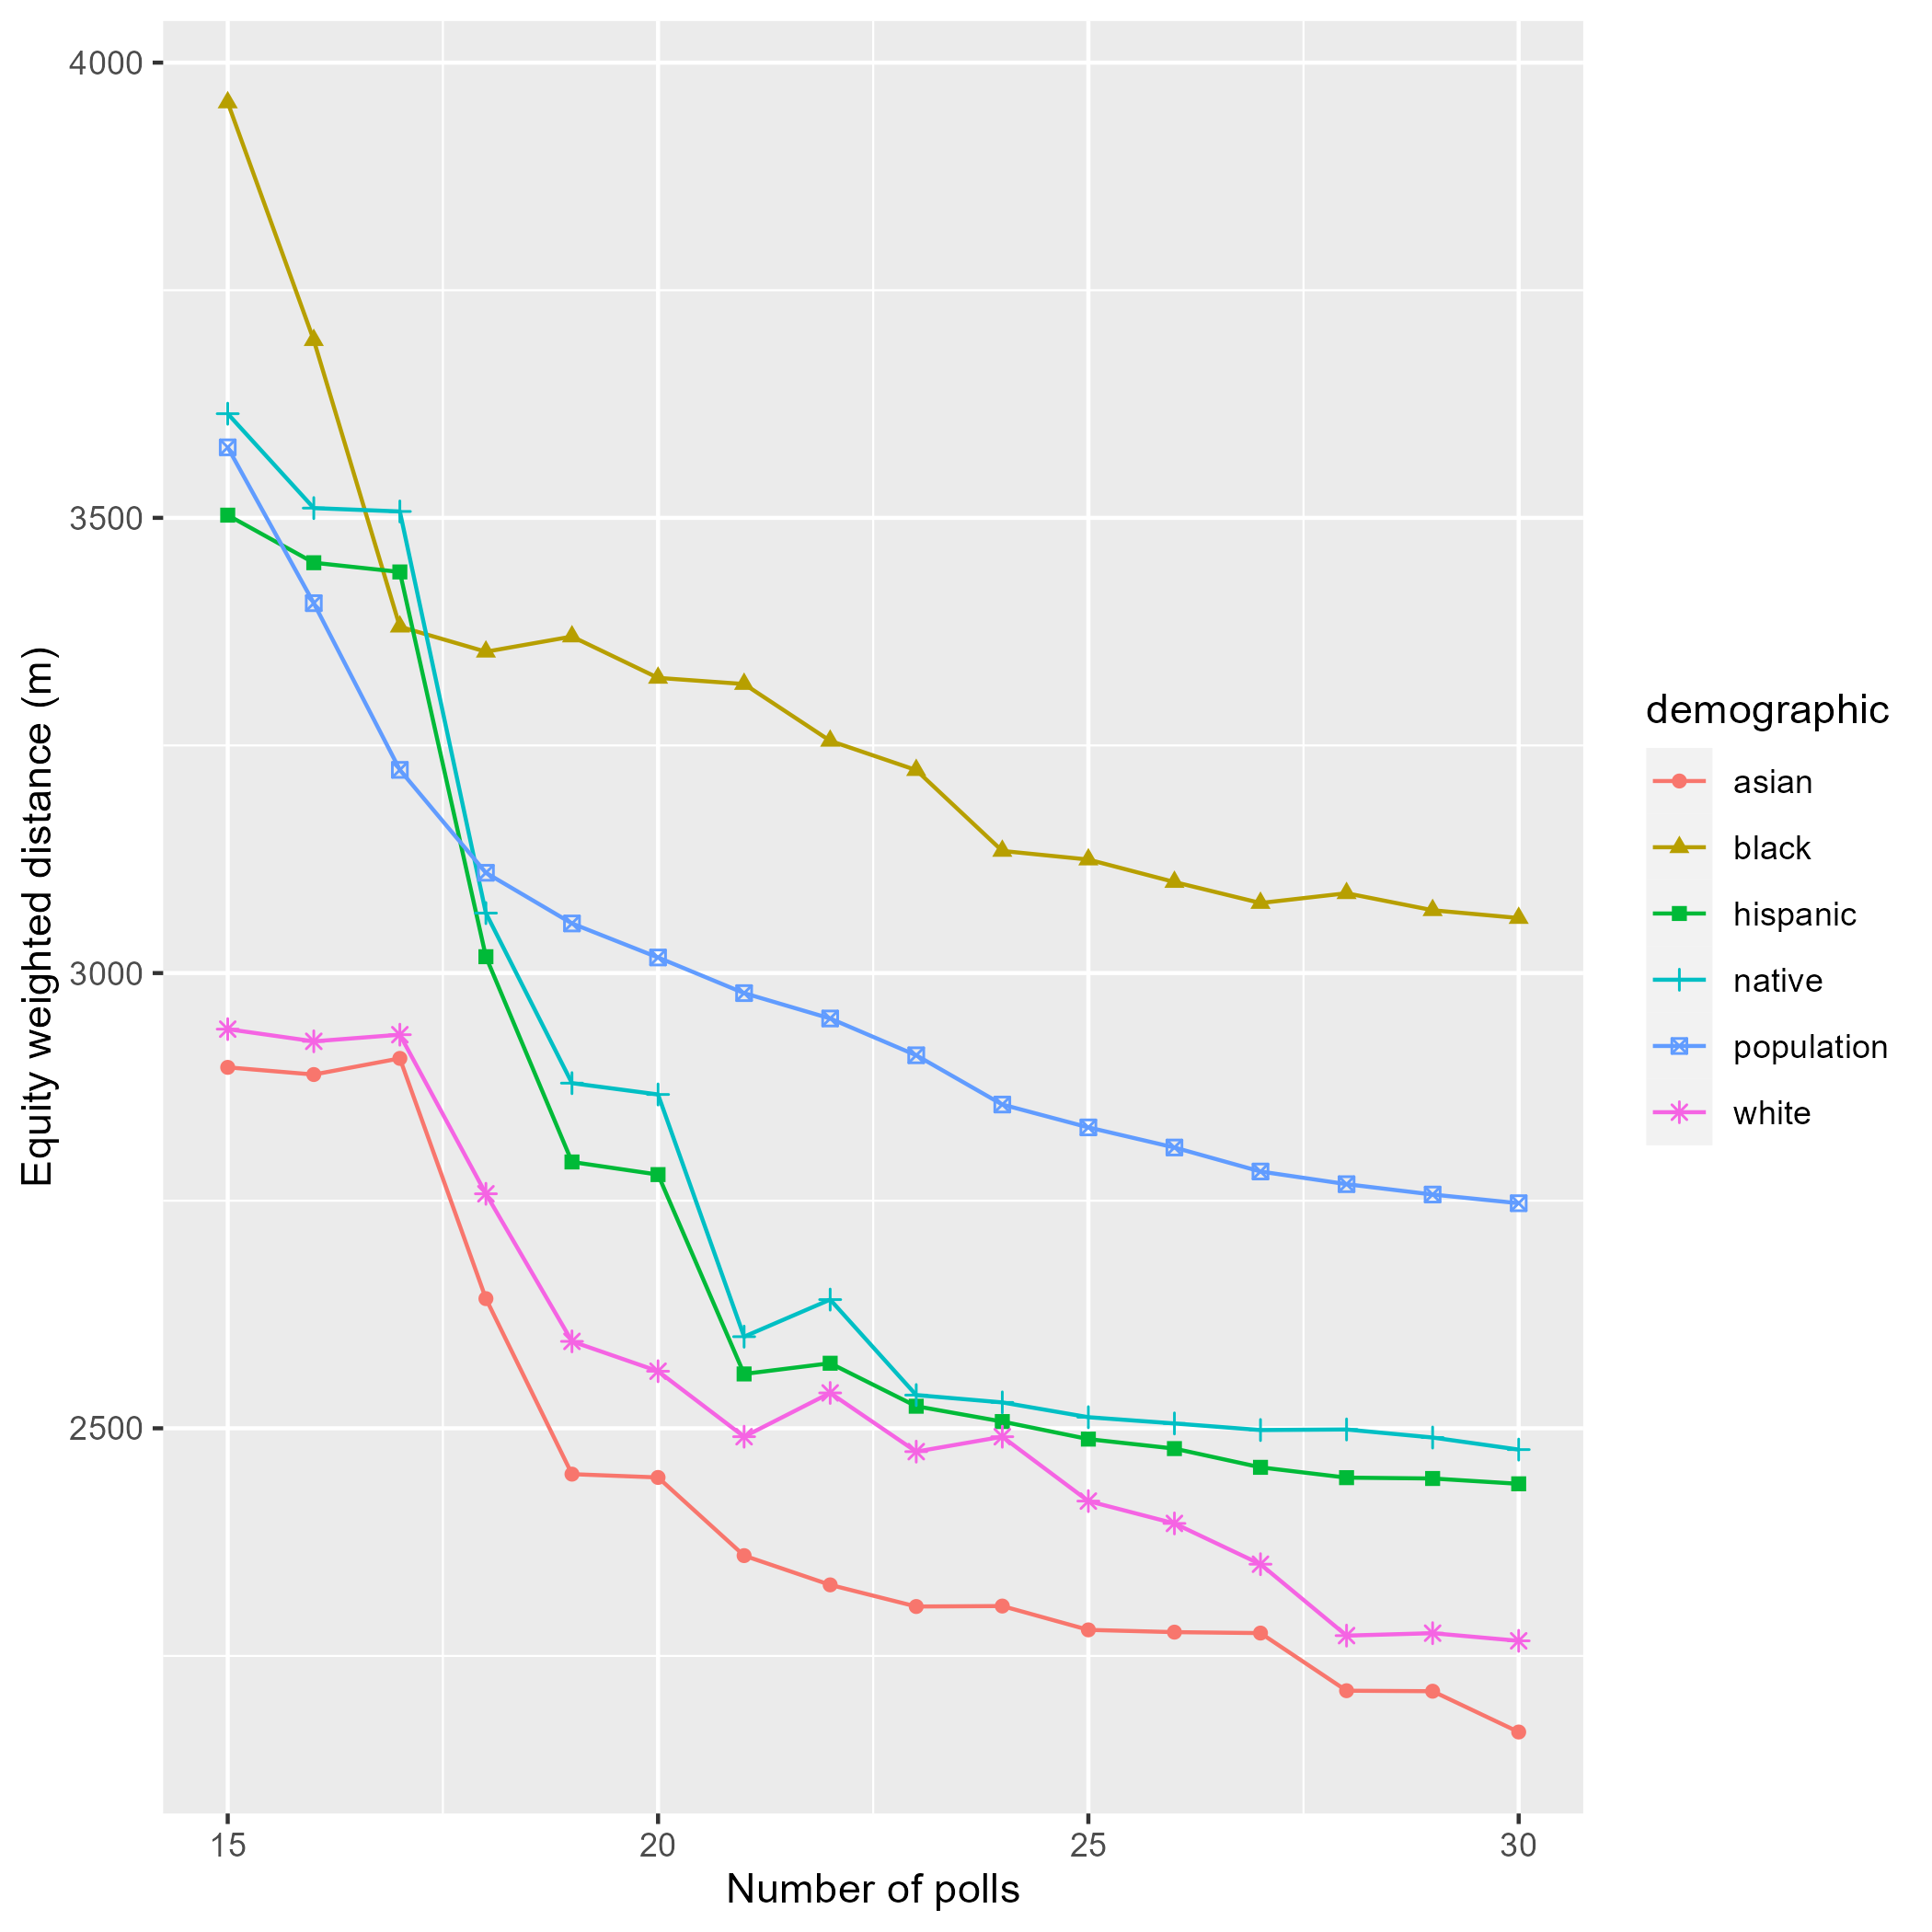 4000
3500
3000
2500
Equity weighted distance (m)
15 20 25 30
Number of polls
demographic
asian
black
hispanic
native
population
white